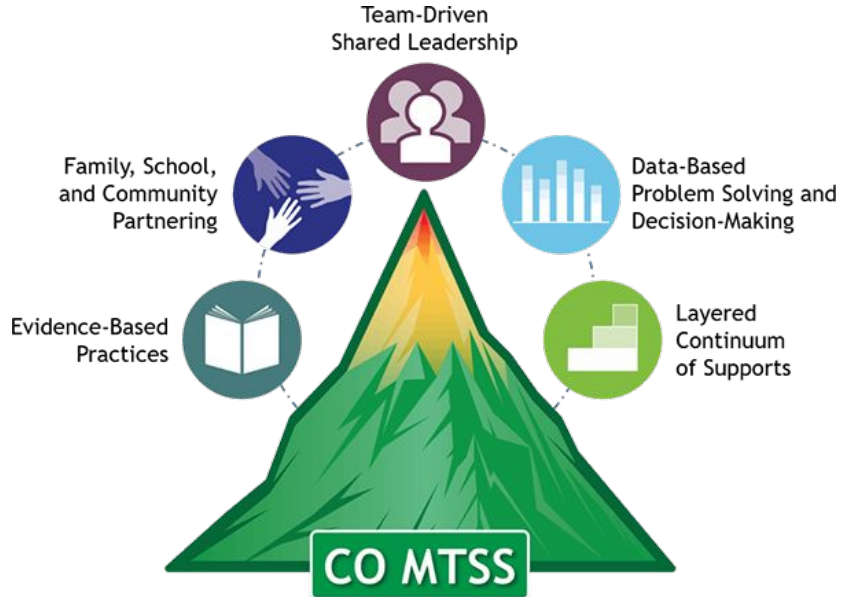 Team-Driven
Shared Leadership
Family, School,
and Community
Partnering
Data-Based
Problem Solving and
Decision-Making
Evidence-Based
Practices
Layered
Continuum
of Supports
CO MTSS